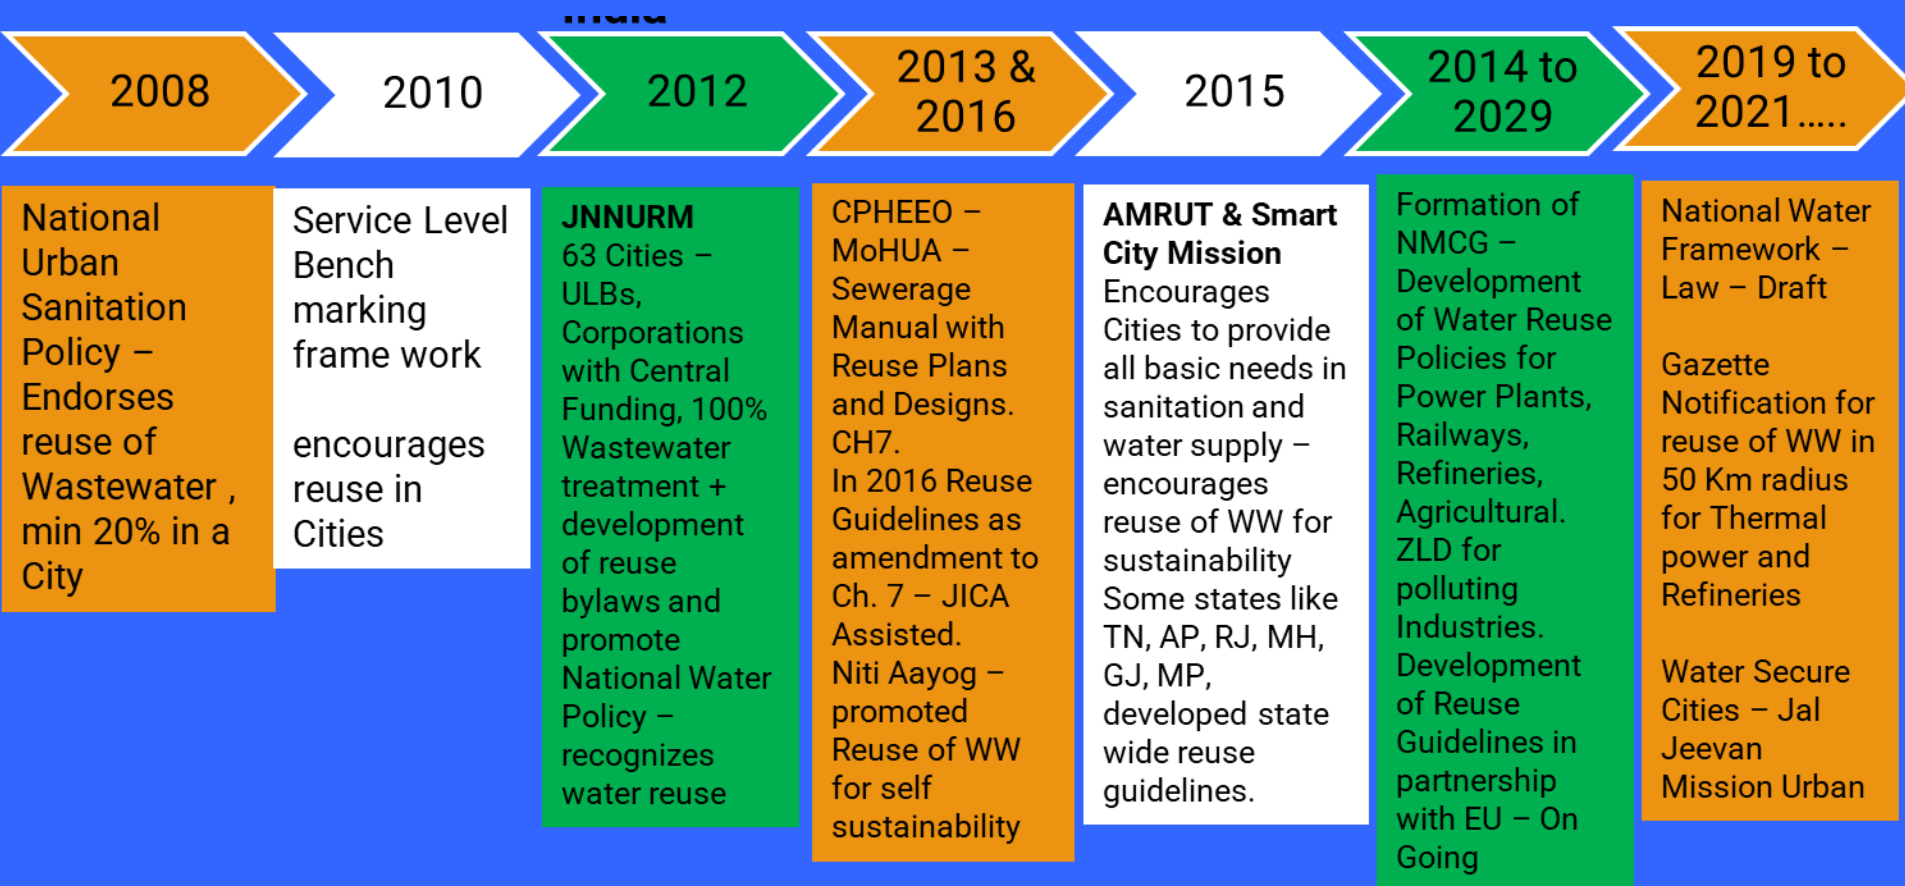 India
2008
2010
2012
2013 &
2016
2015
2014 to
2029
2019 to
2021.....
National
Urban
Sanitation
Policy –
Endorses
reuse of
Wastewater ,
min 20% in a
City
Service Level
Bench
marking
frame work
encourages
reuse in
Cities
JNNURM
63 Cities –
ULBs,
Corporations
with Central
Funding, 100%
Wastewater
treatment +
development
of reuse
bylaws and
promote
National Water
Policy –
recognizes
water reuse
CPHEEO –
MoHUA –
Sewerage
Manual with
Reuse Plans
and Designs.
CH7.
In 2016 Reuse
Guidelines as
amendment to
Ch. 7 – JICA
Assisted.
Niti Aayog –
promoted
Reuse of WW
for self
sustainability
AMRUT & Smart
City Mission
Encourages
Cities to provide
all basic needs in
sanitation and
water supply –
encourages
reuse of WW for
sustainability
Some states like
TN, AP, RJ, MH,
GJ, MP,
developed state
wide reuse
guidelines.
Formation of
NMCG –
Development
of Water Reuse
Policies for
Power Plants,
Railways,
Refineries,
Agricultural.
ZLD for
polluting
Industries.
Development
of Reuse
Guidelines in
partnership
with EU – On
Going
National Water
Framework –
Law – Draft
Gazette
Notification for
reuse of WW in
50 Km radius
for Thermal
power and
Refineries
Water Secure
Cities – Jal
Jeevan
Mission Urban